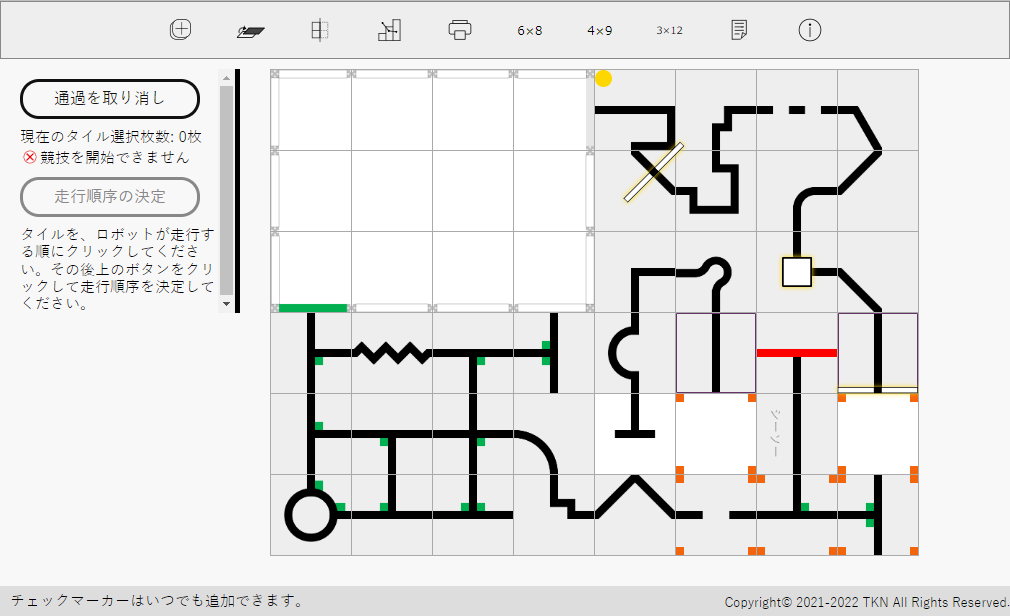 6×8
4×9
3×12
通過を取り消し
現在のタイル選択枚数: 0枚
競技を開始できません
走行順序の決定
タイルを、ロボットが走行す
る順にクリックしてくださ
い。その後上のボタンをクリ
ックして走行順序を決定して
ください。
シーソー
チェックマーカーはいつでも追加できます。
Copyright© 2021-2022 TKN All Rights Reserved.